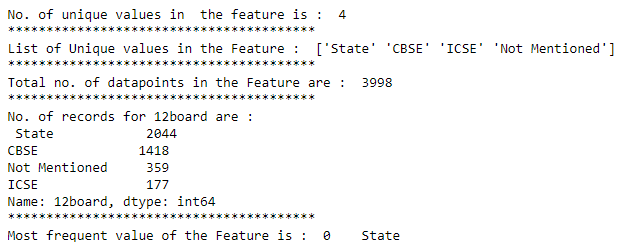 No. of unique values in  the feature is :  4
****************************************
List of Unique values in the Feature :  ['State' 'CBSE' 'ICSE' 'Not Mentioned']
****************************************
Total no. of datapoints in the Feature are :  3998
****************************************
No. of records for 12board are :
 State            2044
CBSE             1418
Not Mentioned     359
ICSE              177
Name: 12board, dtype: int64
****************************************
Most frequent value of the Feature is :  0    State